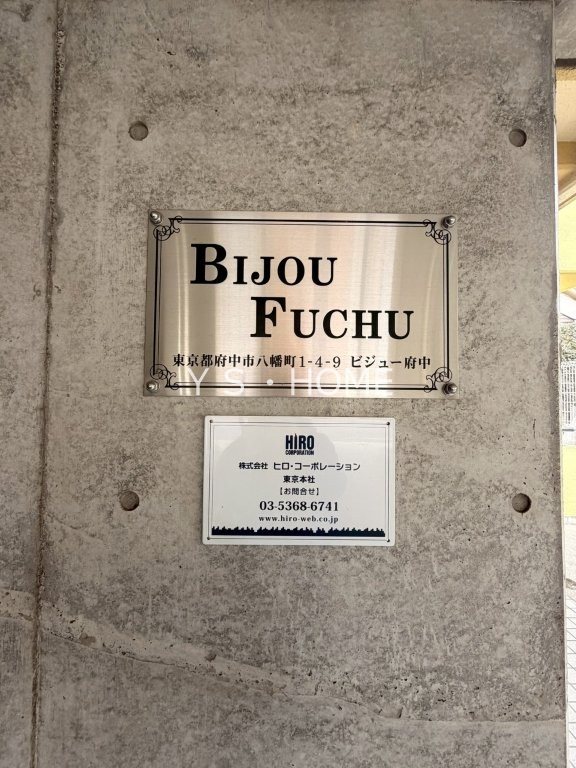 BIJOU
FUCHU
東京都府中市八幡町1-4-9 ビジュー府中
Y'S・HOME
HIRO
CORPORATION
株式会社 ヒロ・コーポレーション
東京本社
【お問合せ】
03-5368-6741
www.hiro-web.co.jp